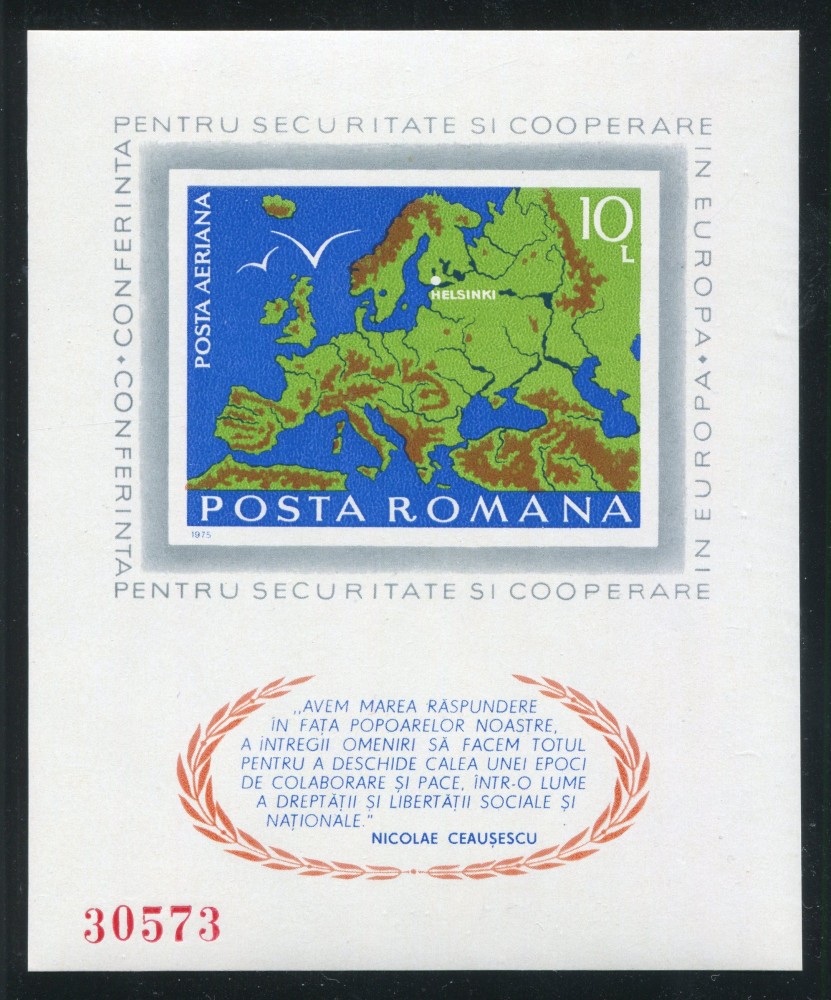 PENTRU SECURITATE SI COOPERARE
CONFERINTA • CONFERINTA
IN EUROPA • IN EUROPA
POSTA AERIANA
10 L
HELSINKI
POSTA ROMANA
1975
PENTRU SECURITATE SI COOPERARE
„AVEM MAREA RĂSPUNDERE
ÎN FAȚA POPOARELOR NOASTRE,
A ÎNTREGII OMENIRI SĂ FACEM TOTUL
PENTRU A DESCHIDE CALEA UNEI EPOCI
DE COLABORARE ȘI PACE, ÎNTR-O LUME
A DREPTĂȚII ȘI LIBERTĂȚII SOCIALE ȘI
NAȚIONALE."
NICOLAE CEAUȘESCU
30573